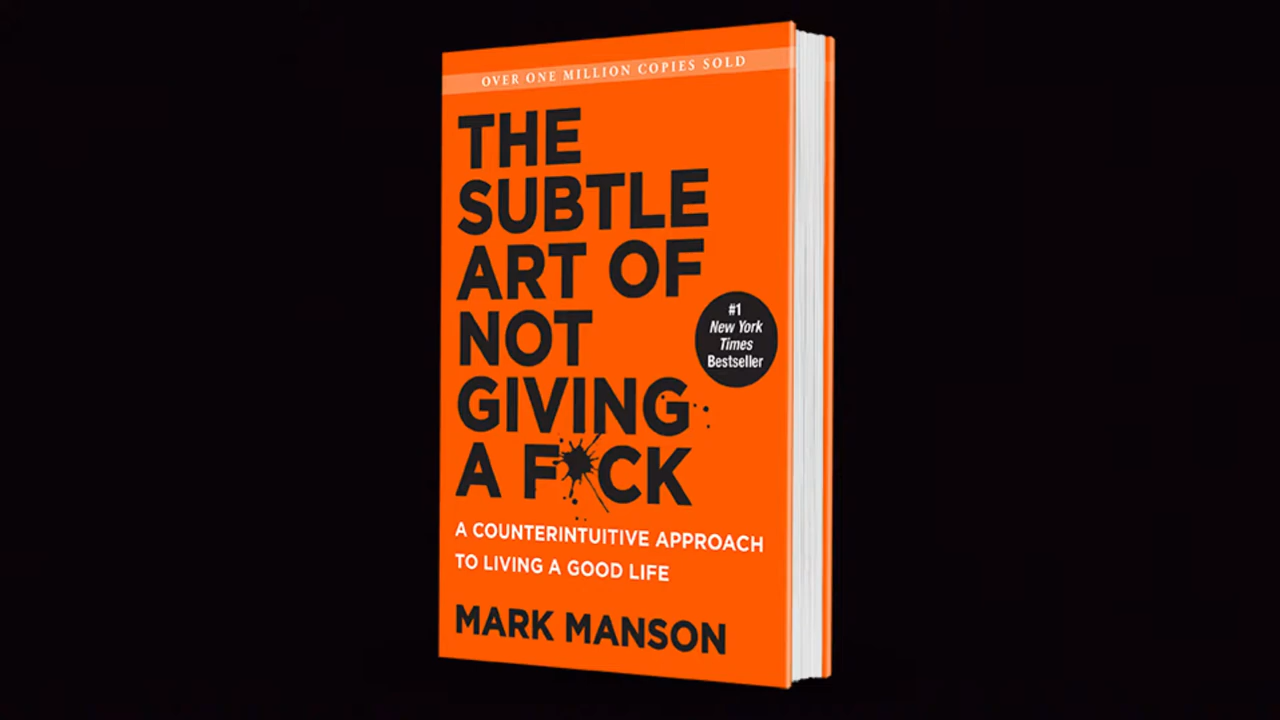 OVER ONE MILLION COPIES SOLD
THE
SUBTLE
ART OF
NOT
GIVING
A F*CK
#1
New York
Times
Bestseller
A COUNTERINTUITIVE APPROACH
TO LIVING A GOOD LIFE
MARK MANSON